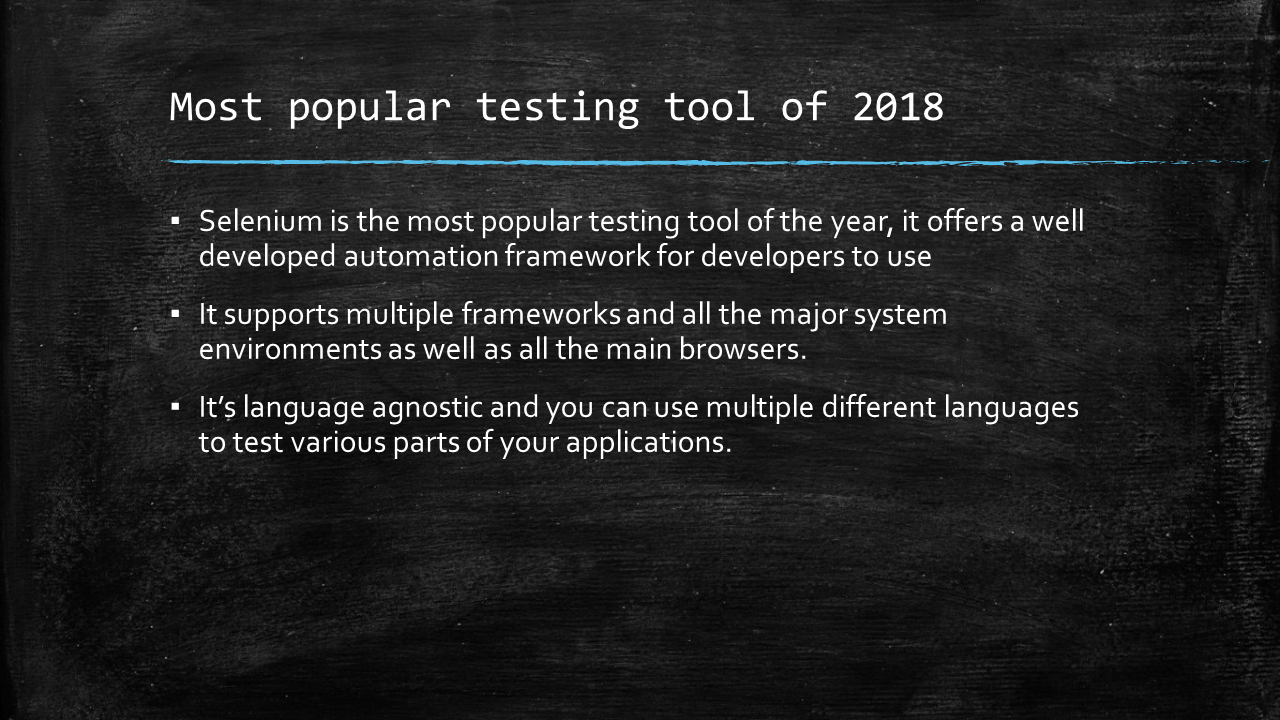 Most popular testing tool of 2018
▪ Selenium is the most popular testing tool of the year, it offers a well
developed automation framework for developers to use
▪ It supports multiple frameworks and all the major system
environments as well as all the main browsers.
▪ It’s language agnostic and you can use multiple different languages
to test various parts of your applications.